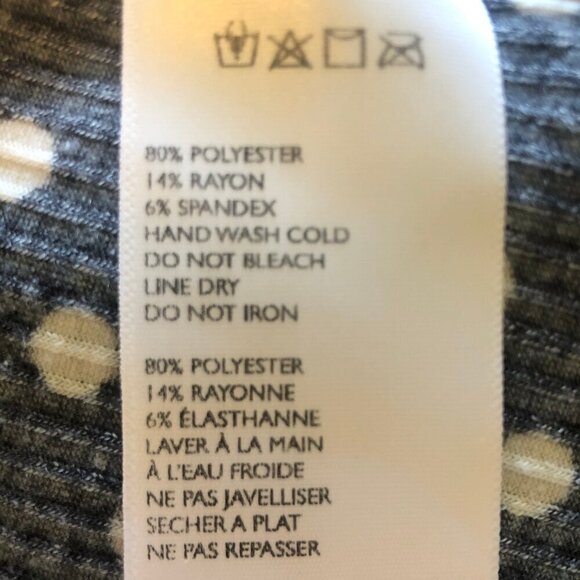 80% POLYESTER
14% RAYON
6% SPANDEX
HAND WASH COLD
DO NOT BLEACH
LINE DRY
DO NOT IRON
80% POLYESTER
14% RAYONNE
6% ÉLASTHANNE
LAVER À LA MAIN
À L'EAU FROIDE
NE PAS JAVELLISER
SECHER A PLAT
NE PAS REPASSER